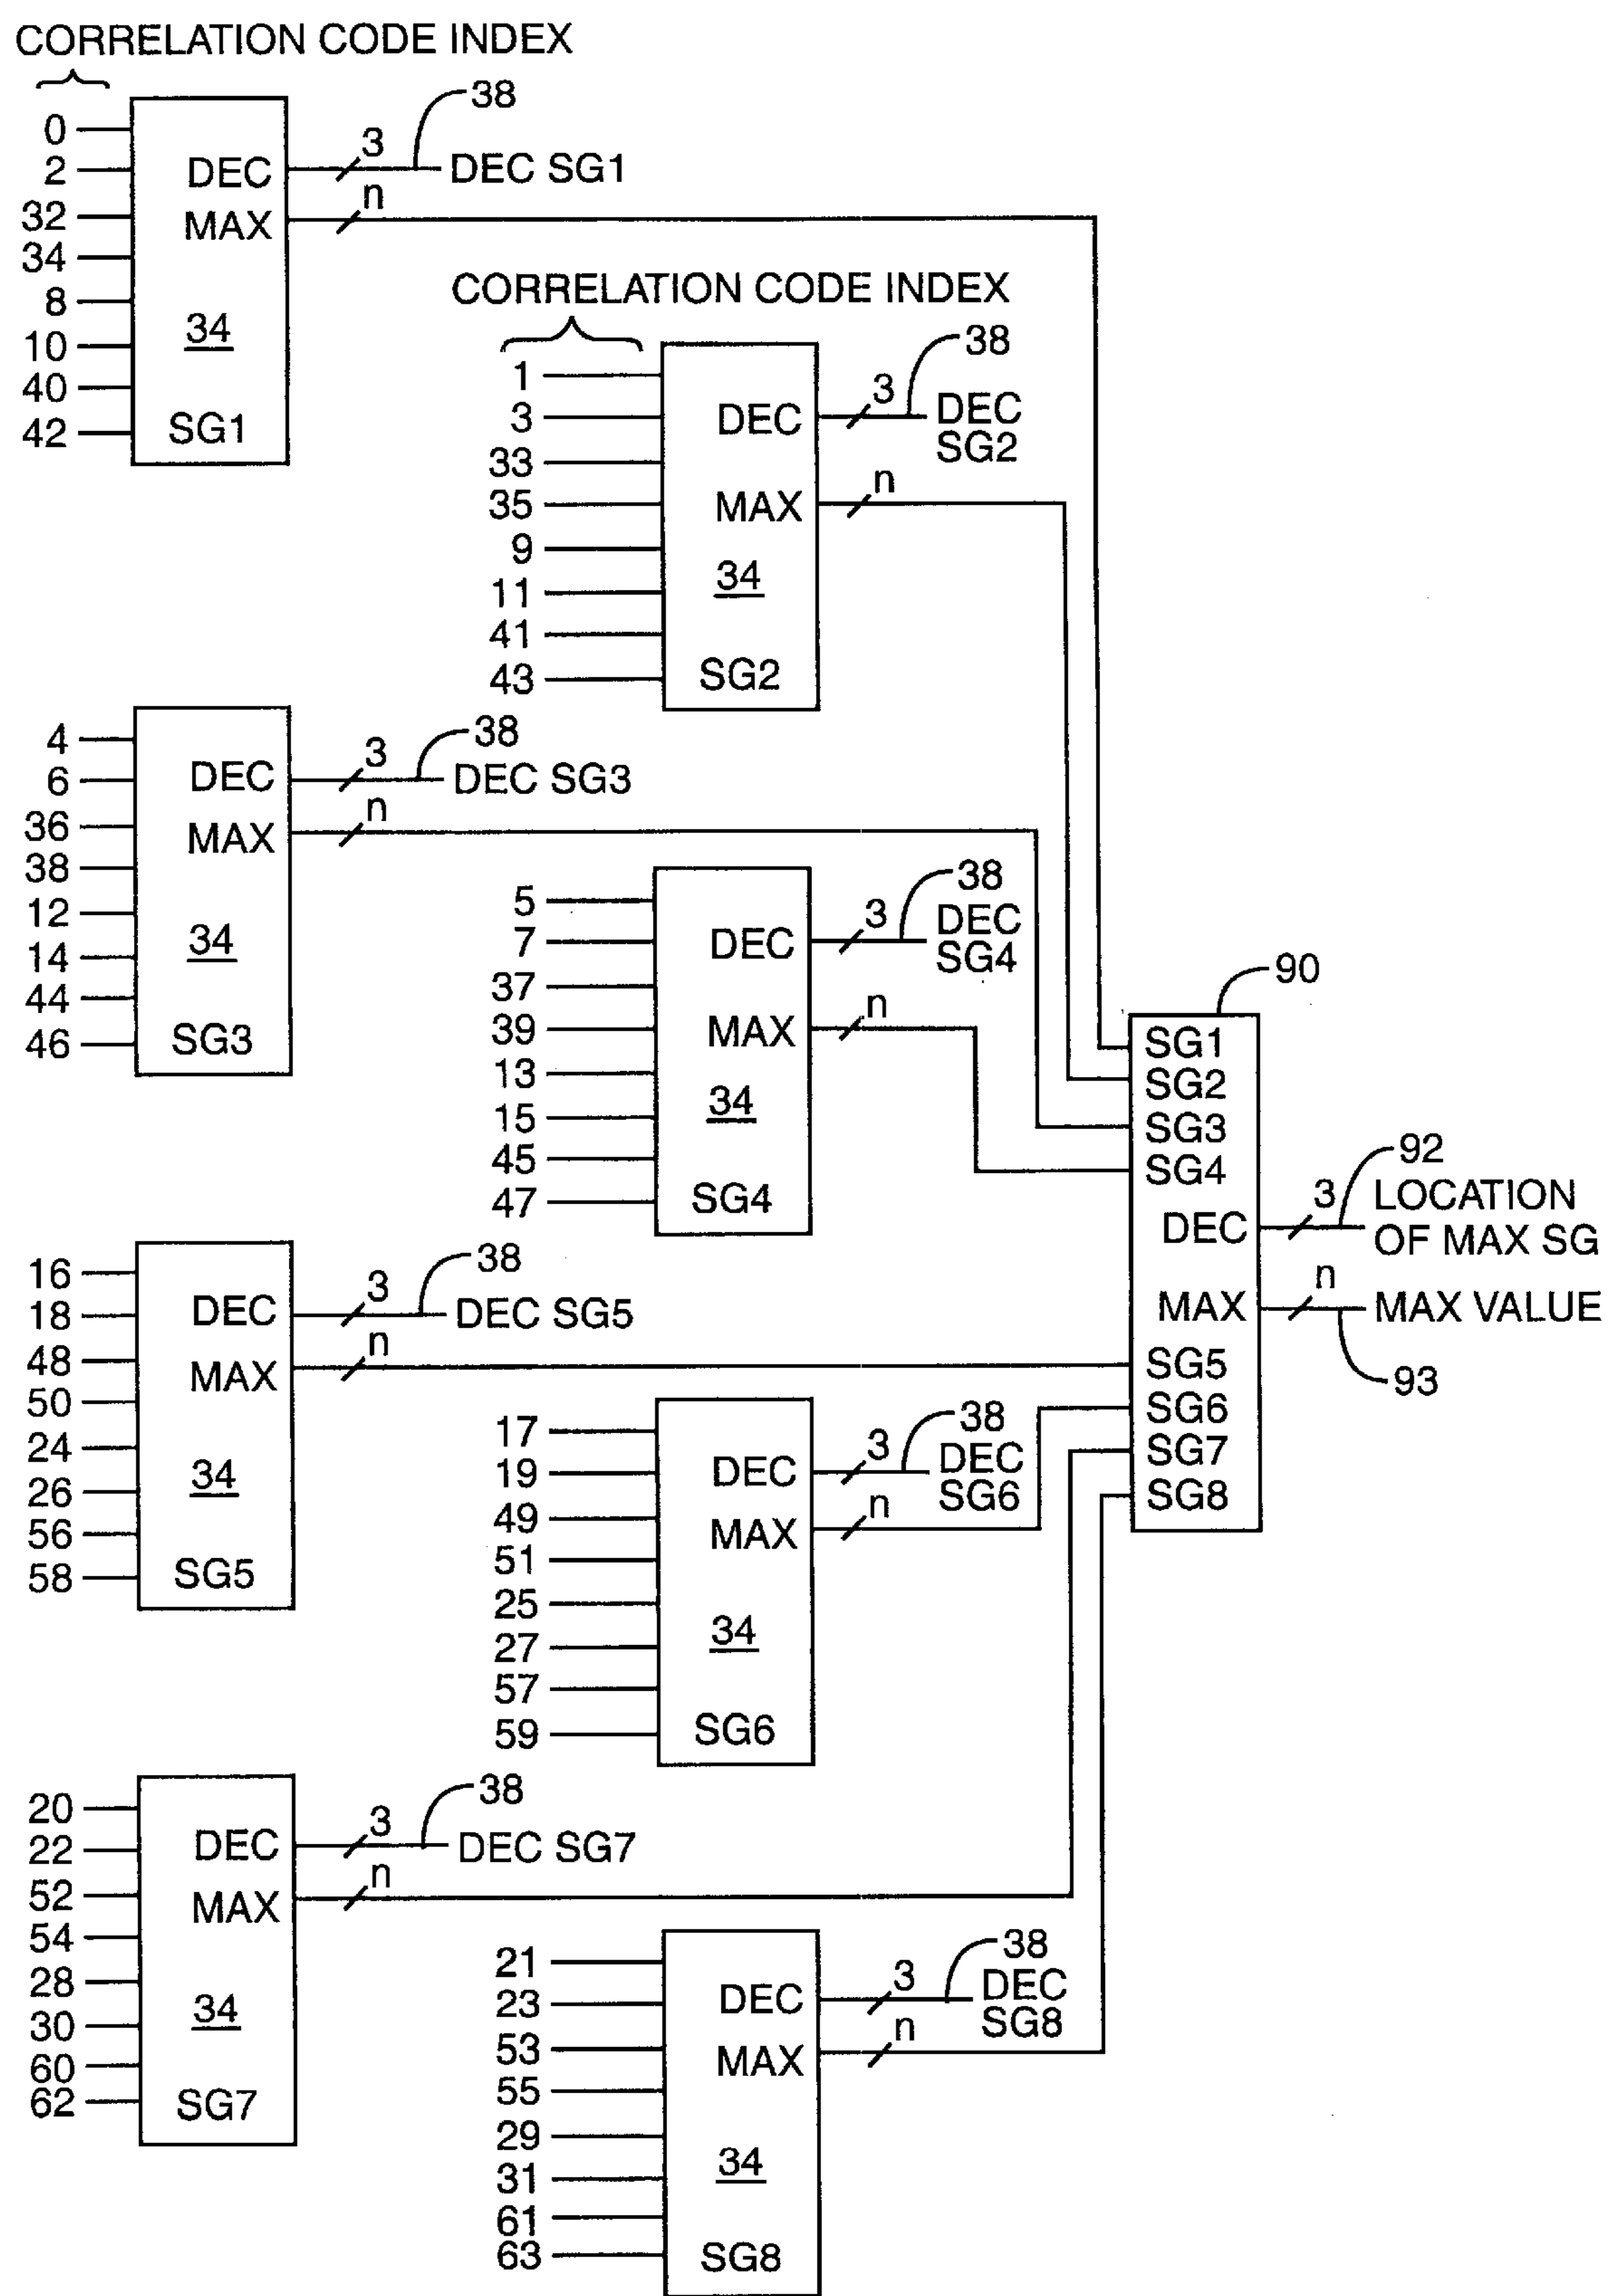 CORRELATION CODE INDEX
0
2
32
34
8
10
40
42
DEC
MAX
34
SG1
3
38
DEC SG1
n
CORRELATION CODE INDEX
1
3
33
35
9
11
41
43
DEC
MAX
34
SG2
3
38
DEC
SG2
n
4
6
36
38
12
14
44
46
DEC
MAX
34
SG3
3
38
DEC SG3
n
5
7
37
39
13
15
45
47
DEC
MAX
34
SG4
3
38
DEC
SG4
n
16
18
48
50
24
26
56
58
DEC
MAX
34
SG5
3
38
DEC SG5
n
17
19
49
51
25
27
57
59
DEC
MAX
34
SG6
3
38
DEC
SG6
n
20
22
52
54
28
30
60
62
DEC
MAX
34
SG7
3
38
DEC SG7
n
21
23
53
55
29
31
61
63
DEC
MAX
34
SG8
3
38
DEC
SG8
n
90
SG1
SG2
SG3
SG4
DEC
MAX
SG5
SG6
SG7
SG8
3
92
LOCATION
OF MAX SG
n
MAX VALUE
93